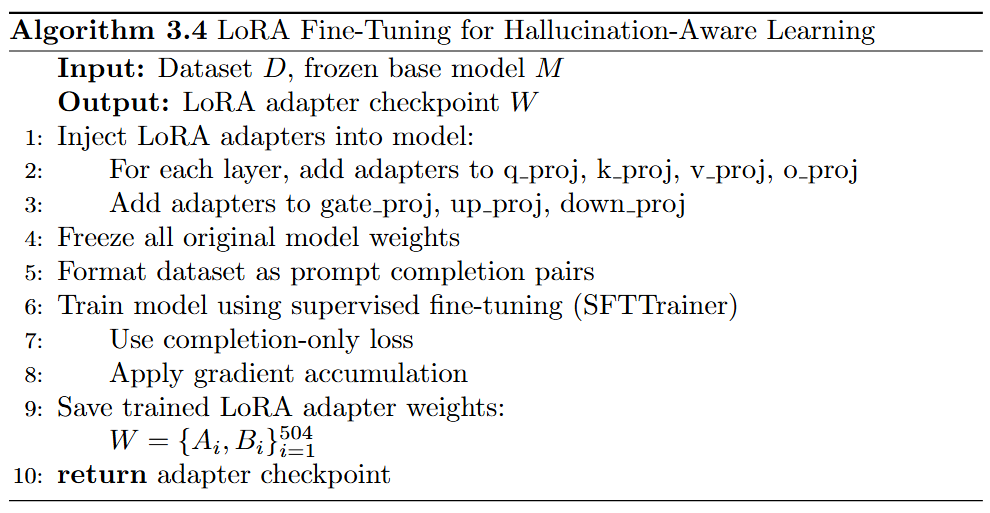 Algorithm 3.4 LoRA Fine-Tuning for Hallucination-Aware Learning
Input: Dataset D, frozen base model M
Output: LoRA adapter checkpoint W
1: Inject LoRA adapters into model:
2: For each layer, add adapters to q_proj, k_proj, v_proj, o_proj
3: Add adapters to gate_proj, up_proj, down_proj
4: Freeze all original model weights
5: Format dataset as prompt completion pairs
6: Train model using supervised fine-tuning (SFTTrainer)
7: Use completion-only loss
8: Apply gradient accumulation
9: Save trained LoRA adapter weights:
W = {A_i, B_i}_{i=1}^{504}
10: return adapter checkpoint